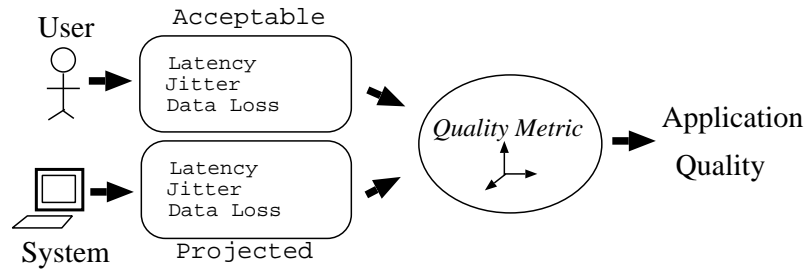 User
Acceptable
Latency
Jitter
Data Loss
System
Projected
Latency
Jitter
Data Loss
Quality Metric
Application
Quality